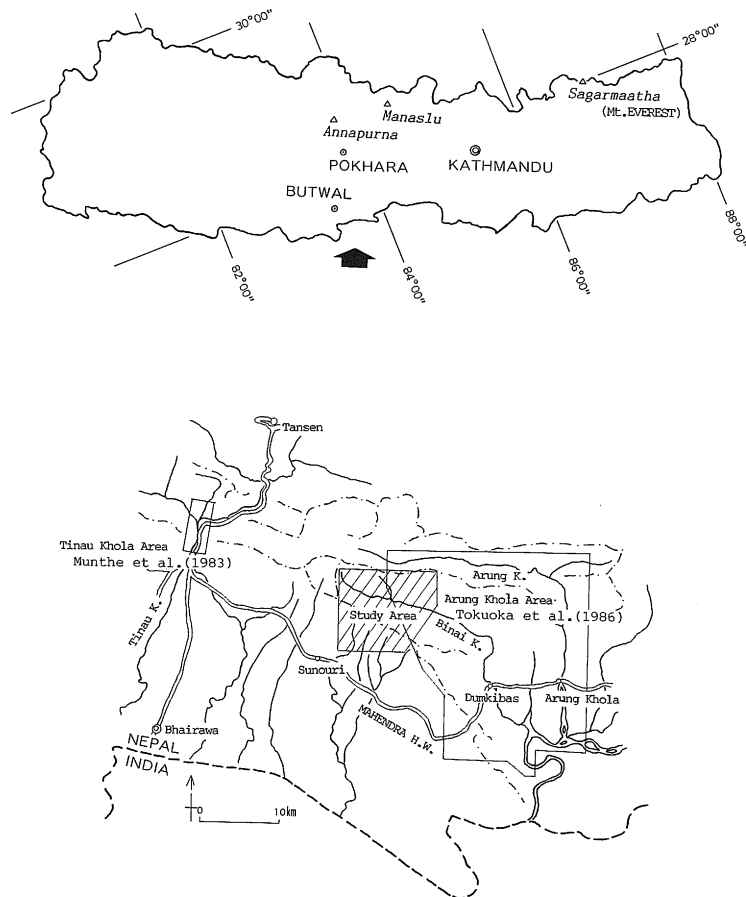 30°00"
28°00"
Sagarmaatha
(Mt.EVEREST)
Manaslu
Annapurna
POKHARA
KATHMANDU
BUTWAL
82°00"
84°00"
86°00"
88°00"
Tansen
Tinau Khola Area
Munthe et al.(1983)
Arung K.
Arung Khola Area
Tokuoka et al.(1986)
Study Area
Binai K.
Tinau K.
Sunouri
Dumkibas
Arung Khola
MAHENDRA H.W.
Bhairawa
NEPAL
INDIA
0
10km